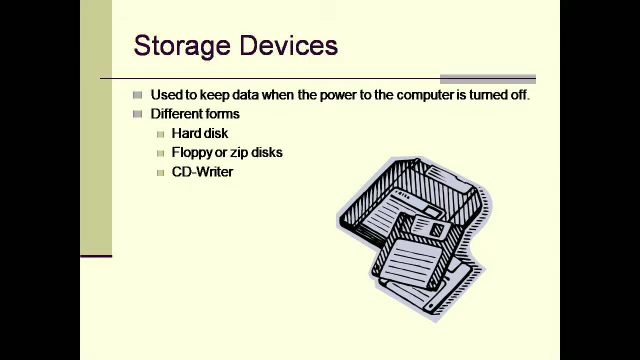 Storage Devices
Used to keep data when the power to the computer is turned off.
Different forms
Hard disk
Floppy or zip disks
CD-Writer